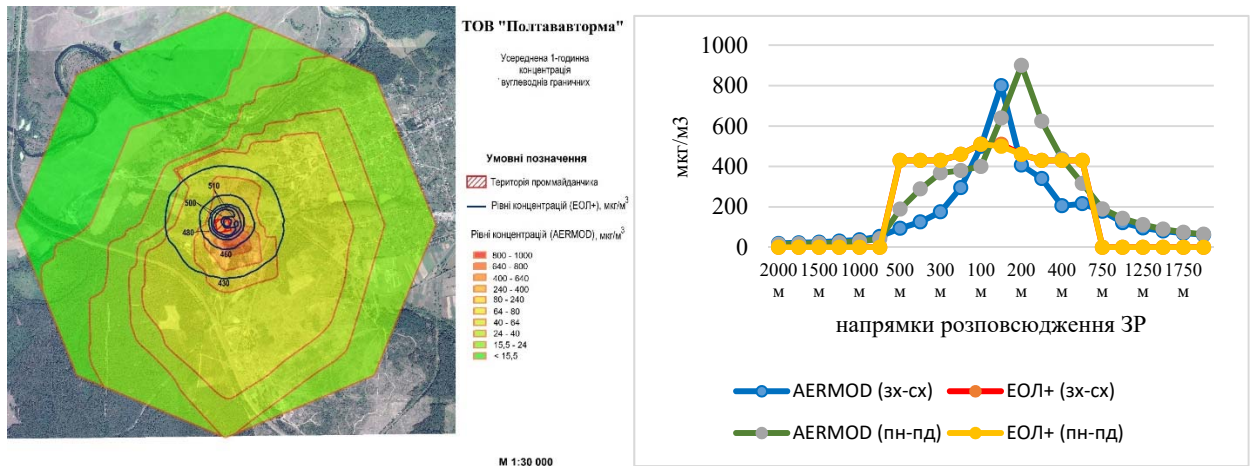 ТОВ "Полтававторма"
Усереднена 1-годинна
концентрація
вуглеводнів граничних
Умовні позначення
Територія проммайданчика
Рівні концентрацій (ЕОЛ+), мкг/м³
Рівні концентрацій (AERMOD), мкг/м³
800 - 1000
640 - 800
400 - 640
240 - 400
80 - 240
64 - 80
40 - 64
24 - 40
15,5 - 24
< 15,5
М 1:30 000
510
500
480
460
430
мкг/м3
1000
800
600
400
200
0
2000 м
1500 м
1000 м
500 м
300 м
100 м
200 м
400 м
750 м
1250 м
1750 м
напрямки розповсюдження ЗР
AERMOD (зх-сх)
ЕОЛ+ (зх-сх)
AERMOD (пн-пд)
ЕОЛ+ (пн-пд)